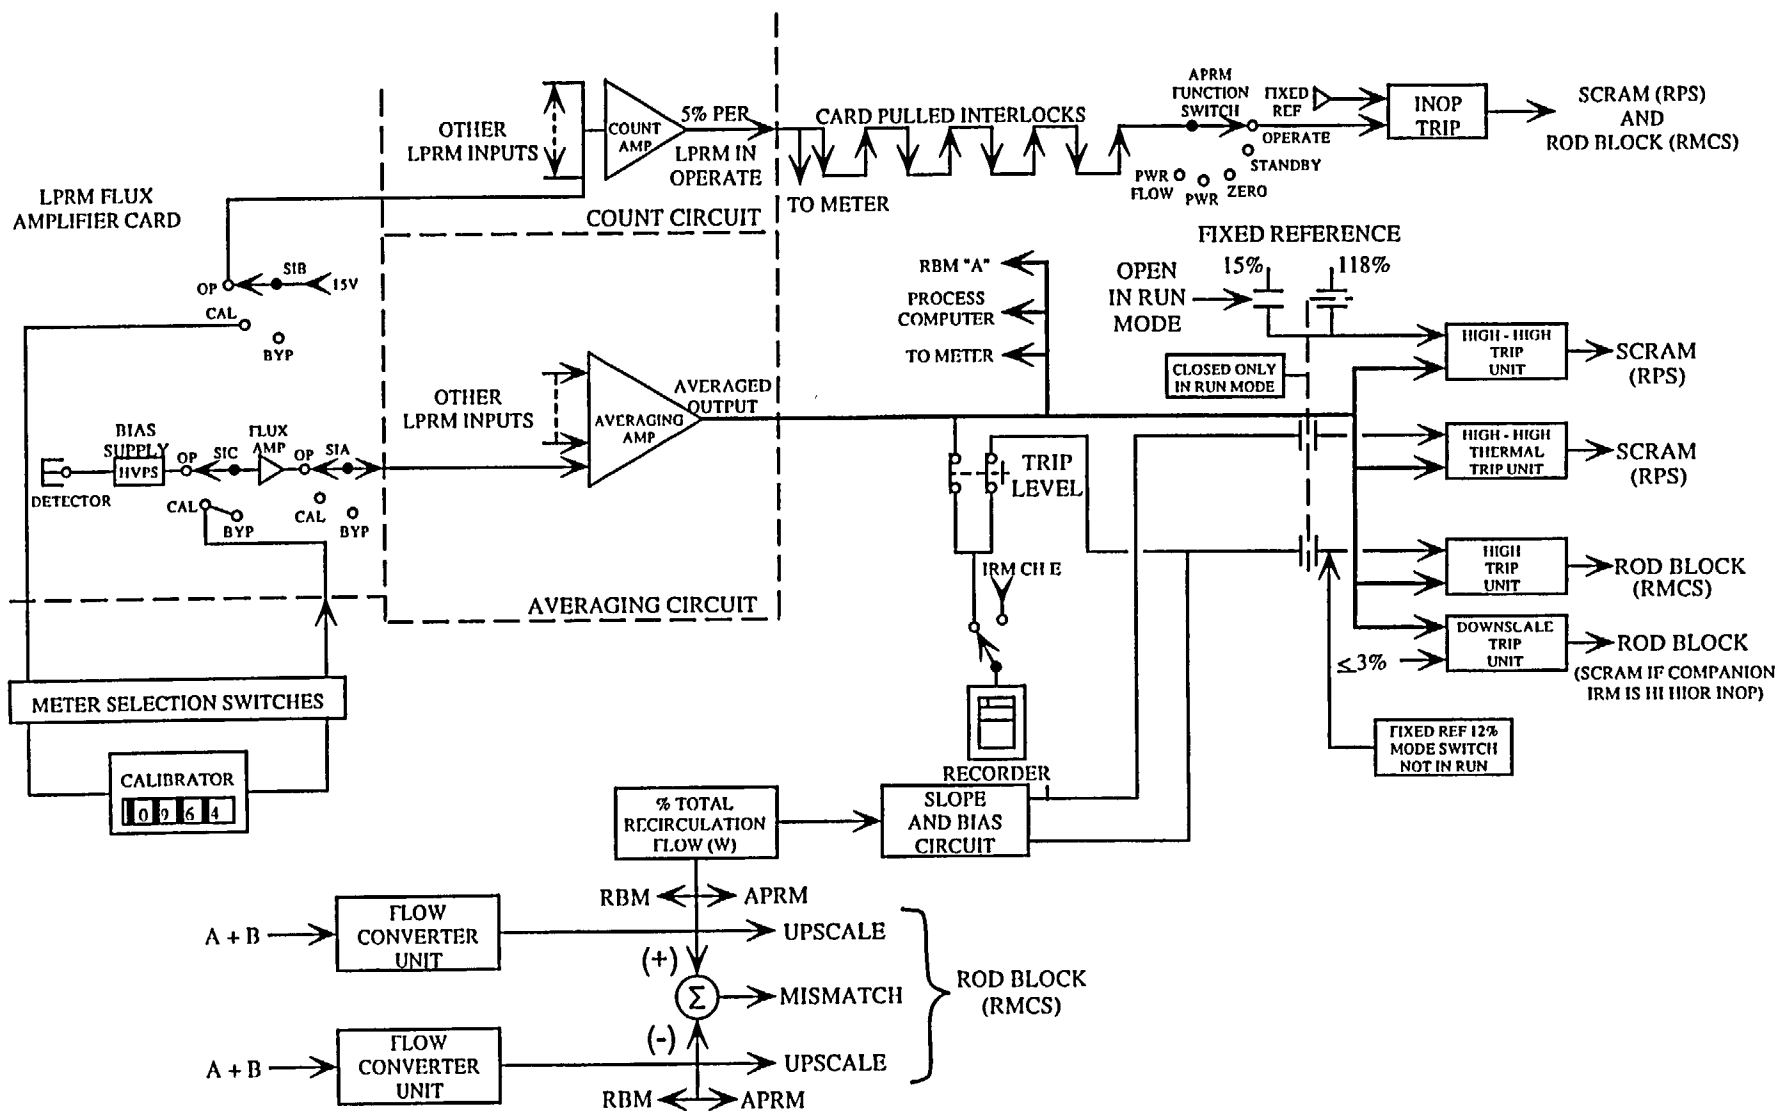 APRM
FUNCTION
SWITCH
FIXED
REF
INOP
TRIP
SCRAM (RPS)
AND
ROD BLOCK (RMCS)
OPERATE
STANDBY
ZERO
PWR
PWR
FLOW
OTHER
LPRM INPUTS
COUNT
AMP
5% PER
LPRM IN
OPERATE
CARD PULLED INTERLOCKS
TO METER
COUNT CIRCUIT
LPRM FLUX
AMPLIFIER CARD
OP
SIB
15V
CAL
BYP
FIXED REFERENCE
15%
118%
OPEN
IN RUN
MODE
RBM "A"
PROCESS
COMPUTER
TO METER
CLOSED ONLY
IN RUN MODE
HIGH - HIGH
TRIP
UNIT
SCRAM
(RPS)
OTHER
LPRM INPUTS
AVERAGING
AMP
AVERAGED
OUTPUT
BIAS
SUPPLY
HVPS
OP
SIC
FLUX
AMP
OP
SIA
DETECTOR
CAL
BYP
CAL
BYP
TRIP
LEVEL
HIGH - HIGH
THERMAL
TRIP UNIT
SCRAM
(RPS)
IRM CH E
HIGH
TRIP
UNIT
ROD BLOCK
(RMCS)
AVERAGING CIRCUIT
DOWNSCALE
TRIP
UNIT
≤3%
ROD BLOCK
(SCRAM IF COMPANION
IRM IS HI HIOR INOP)
METER SELECTION SWITCHES
FIXED REF 12%
MODE SWITCH
NOT IN RUN
CALIBRATOR
0 9 6 4
RECORDER
% TOTAL
RECIRCULATION
FLOW (W)
SLOPE
AND BIAS
CIRCUIT
RBM
APRM
A + B
FLOW
CONVERTER
UNIT
UPSCALE
(+)
Σ
MISMATCH
ROD BLOCK
(RMCS)
(-)
A + B
FLOW
CONVERTER
UNIT
UPSCALE
RBM
APRM